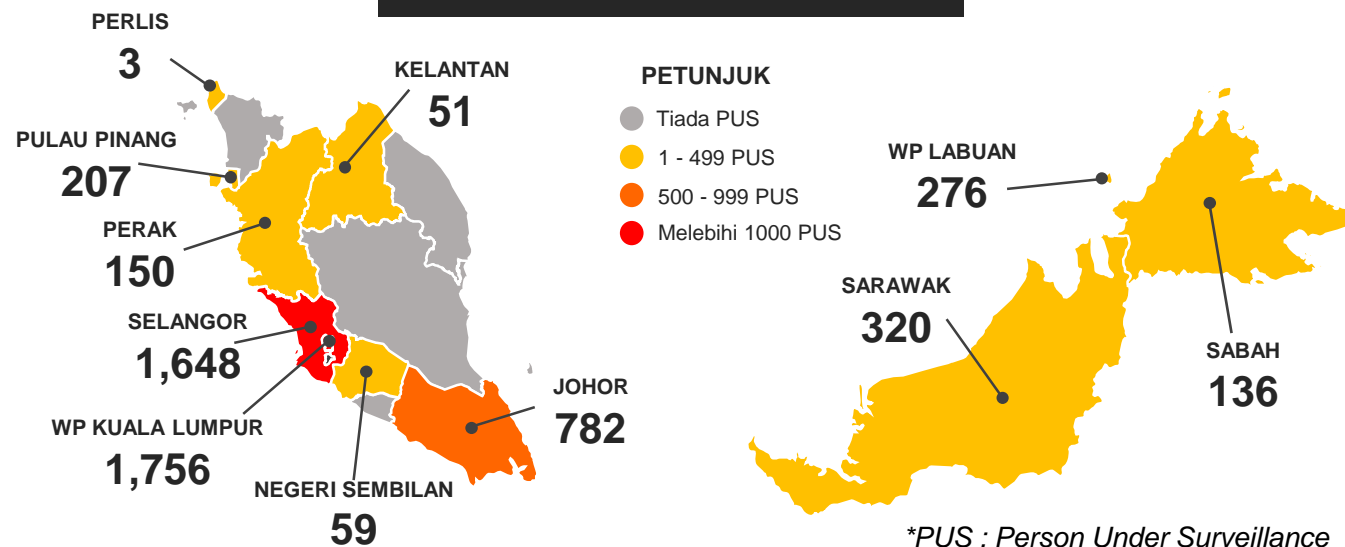 PERLIS
3
KELANTAN
51
PULAU PINANG
207
PERAK
150
SELANGOR
1,648
WP KUALA LUMPUR
1,756
NEGERI SEMBILAN
59
JOHOR
782
PETUNJUK
Tiada PUS
1 - 499 PUS
500 - 999 PUS
Melebihi 1000 PUS
WP LABUAN
276
SARAWAK
320
SABAH
136
*PUS : Person Under Surveillance